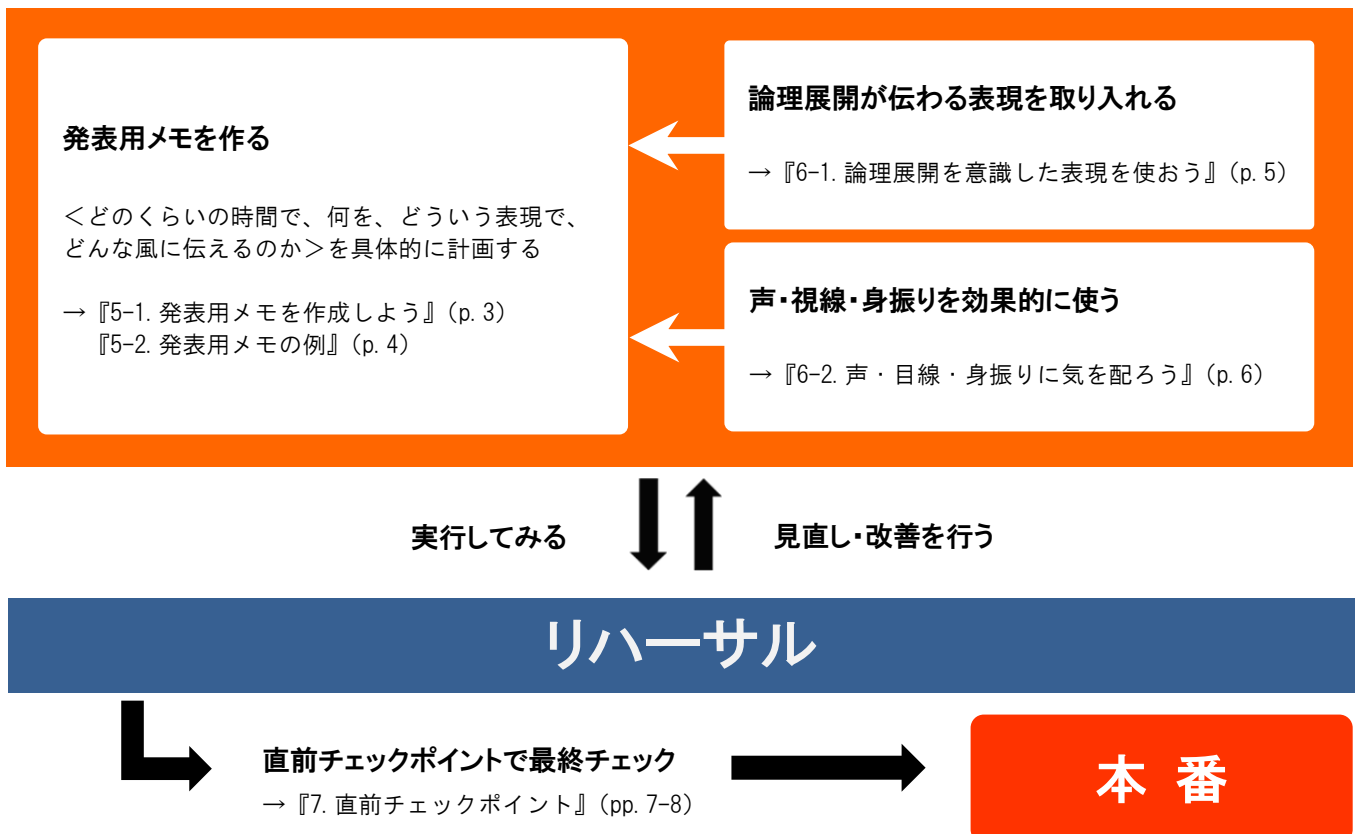 発表用メモを作る
＜どのくらいの時間で、何を、どういう表現で、
どんな風に伝えるのか＞を具体的に計画する
→『5-1. 発表用メモを作成しよう』(p. 3)
『5-2. 発表用メモの例』(p. 4)
論理展開が伝わる表現を取り入れる
→『6-1. 論理展開を意識した表現を使おう』(p. 5)
声・視線・身振りを効果的に使う
→『6-2. 声・目線・身振りに気を配ろう』(p. 6)
実行してみる
見直し・改善を行う
リハーサル
直前チェックポイントで最終チェック
→『7. 直前チェックポイント』(pp. 7-8)
本 番